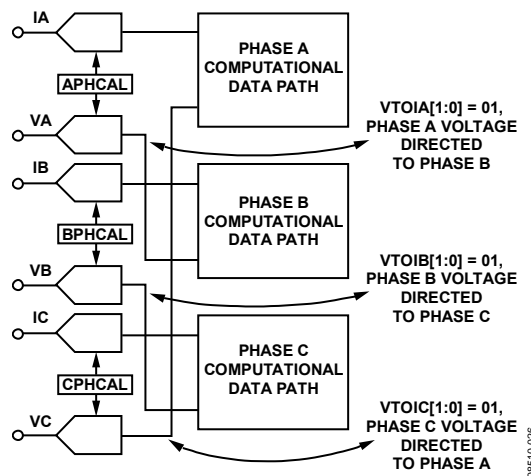 IA
PHASE A
COMPUTATIONAL
DATA PATH
APHCAL
VA
VTOIA[1:0] = 01,
PHASE A VOLTAGE
DIRECTED
TO PHASE B
IB
PHASE B
COMPUTATIONAL
DATA PATH
BPHCAL
VB
VTOIB[1:0] = 01,
PHASE B VOLTAGE
DIRECTED
TO PHASE C
IC
PHASE C
COMPUTATIONAL
DATA PATH
CPHCAL
VC
VTOIC[1:0] = 01,
PHASE C VOLTAGE
DIRECTED
TO PHASE A